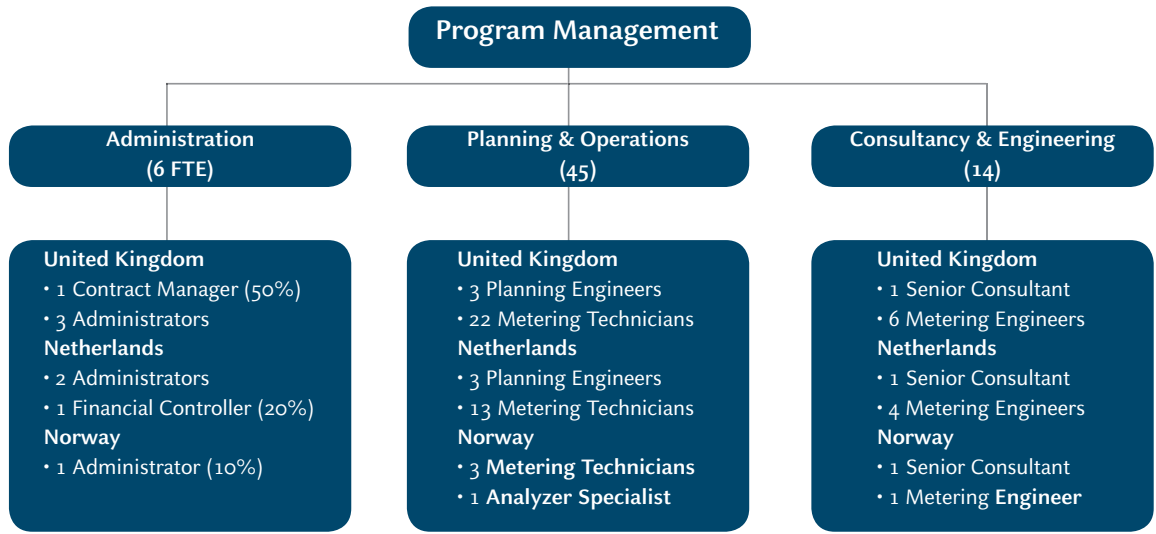 Program Management
Administration
(6 FTE)
Planning & Operations
(45)
Consultancy & Engineering
(14)
United Kingdom
• 1 Contract Manager (50%)
• 3 Administrators
Netherlands
• 2 Administrators
• 1 Financial Controller (20%)
Norway
• 1 Administrator (10%)
United Kingdom
• 3 Planning Engineers
• 22 Metering Technicians
Netherlands
• 3 Planning Engineers
• 13 Metering Technicians
Norway
• 3 Metering Technicians
• 1 Analyzer Specialist
United Kingdom
• 1 Senior Consultant
• 6 Metering Engineers
Netherlands
• 1 Senior Consultant
• 4 Metering Engineers
Norway
• 1 Senior Consultant
• 1 Metering Engineer